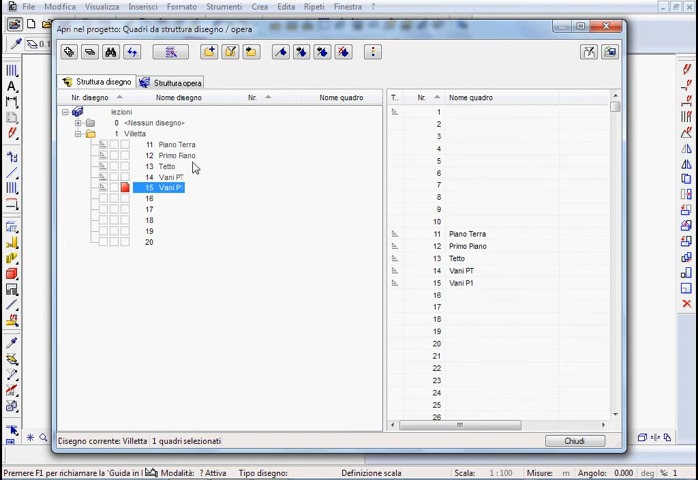 File Modifica Visualizza Inserisci Formato Strumenti Crea Edita Ripeti Finestra ?
Apri nel progetto: Quadri da struttura disegno / opera
0.1
Struttura disegno Struttura opera
Nr. disegno Nome disegno Nr. Nome quadro
lezioni
0 <Nessun disegno>
1 Villetta
11 Piano Terra
12 Primo Piano
13 Tetto
14 Vani PT
15 Vani P1
16
17
18
19
20
T.. Nr. Nome quadro
1
2
3
4
5
6
7
8
9
10
11 Piano Terra
12 Primo Piano
13 Tetto
14 Vani PT
15 Vani P1
16
17
18
19
20
21
22
23
24
25
26
Disegno corrente: Villetta 1 quadri selezionati
Chiudi
Premere F1 per richiamare la 'Guida in l Modalità: ? Attiva Tipo disegno: Definizione scala Scala: 1 : 100 Misure: m Angolo: 0.000 deg %: 1